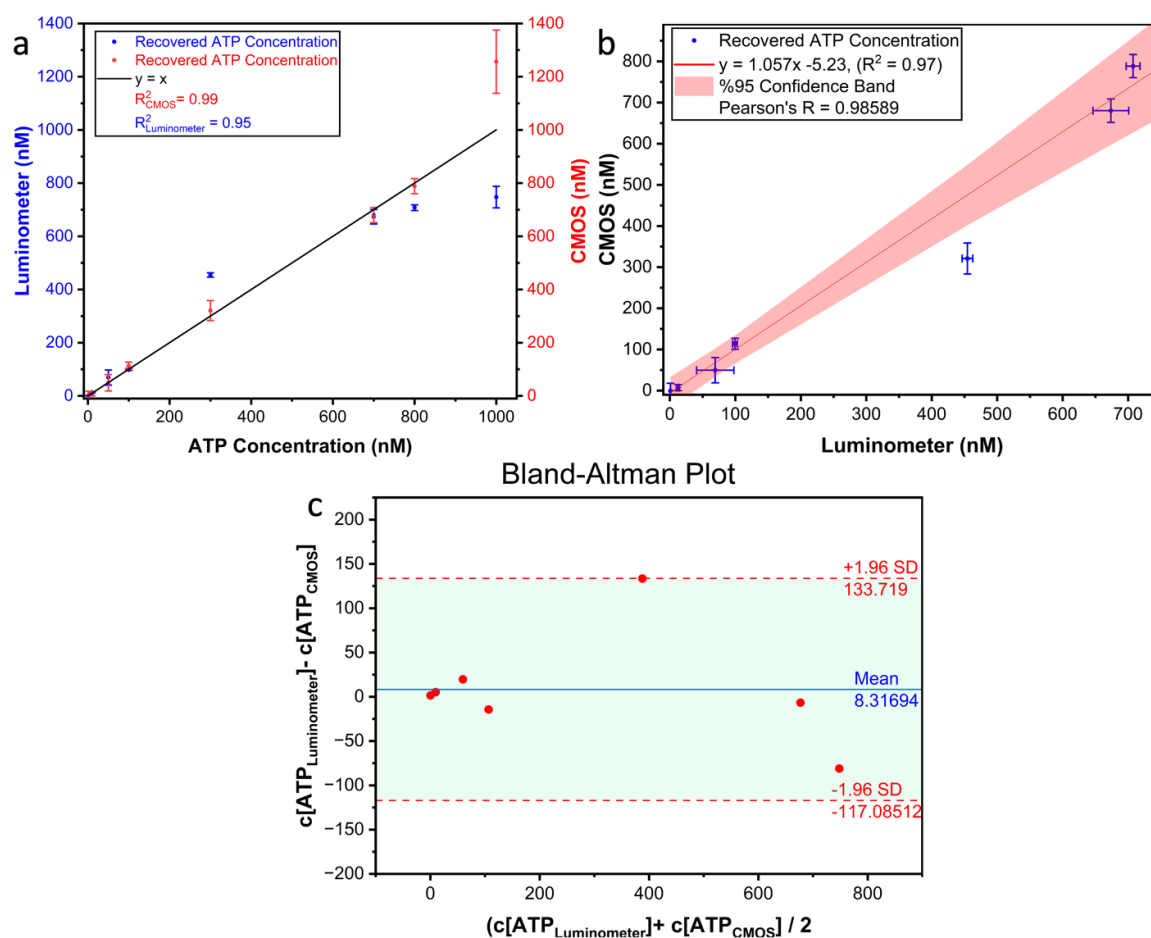 a
Recovered ATP Concentration
Recovered ATP Concentration
y = x
R²CMOS = 0.99
R²Luminometer = 0.95
1400
1200
1000
800
600
400
200
0
Luminometer (nM)
0 200 400 600 800 1000
ATP Concentration (nM)
1400
1200
1000
800
600
400
200
0
CMOS (nM)
b
Recovered ATP Concentration
y = 1.057x -5.23, (R² = 0.97)
%95 Confidence Band
Pearson's R = 0.98589
800
700
600
500
400
300
200
100
0
CMOS (nM)
0 100 200 300 400 500 600 700
Luminometer (nM)
Bland-Altman Plot
c
200
150
100
50
0
−50
−100
−150
−200
c[ATPLuminometer]- c[ATPCMOS]
+1.96 SD
133.719
Mean
8.31694
-1.96 SD
-117.08512
0 200 400 600 800
(c[ATPLuminometer]+ c[ATPCMOS] / 2